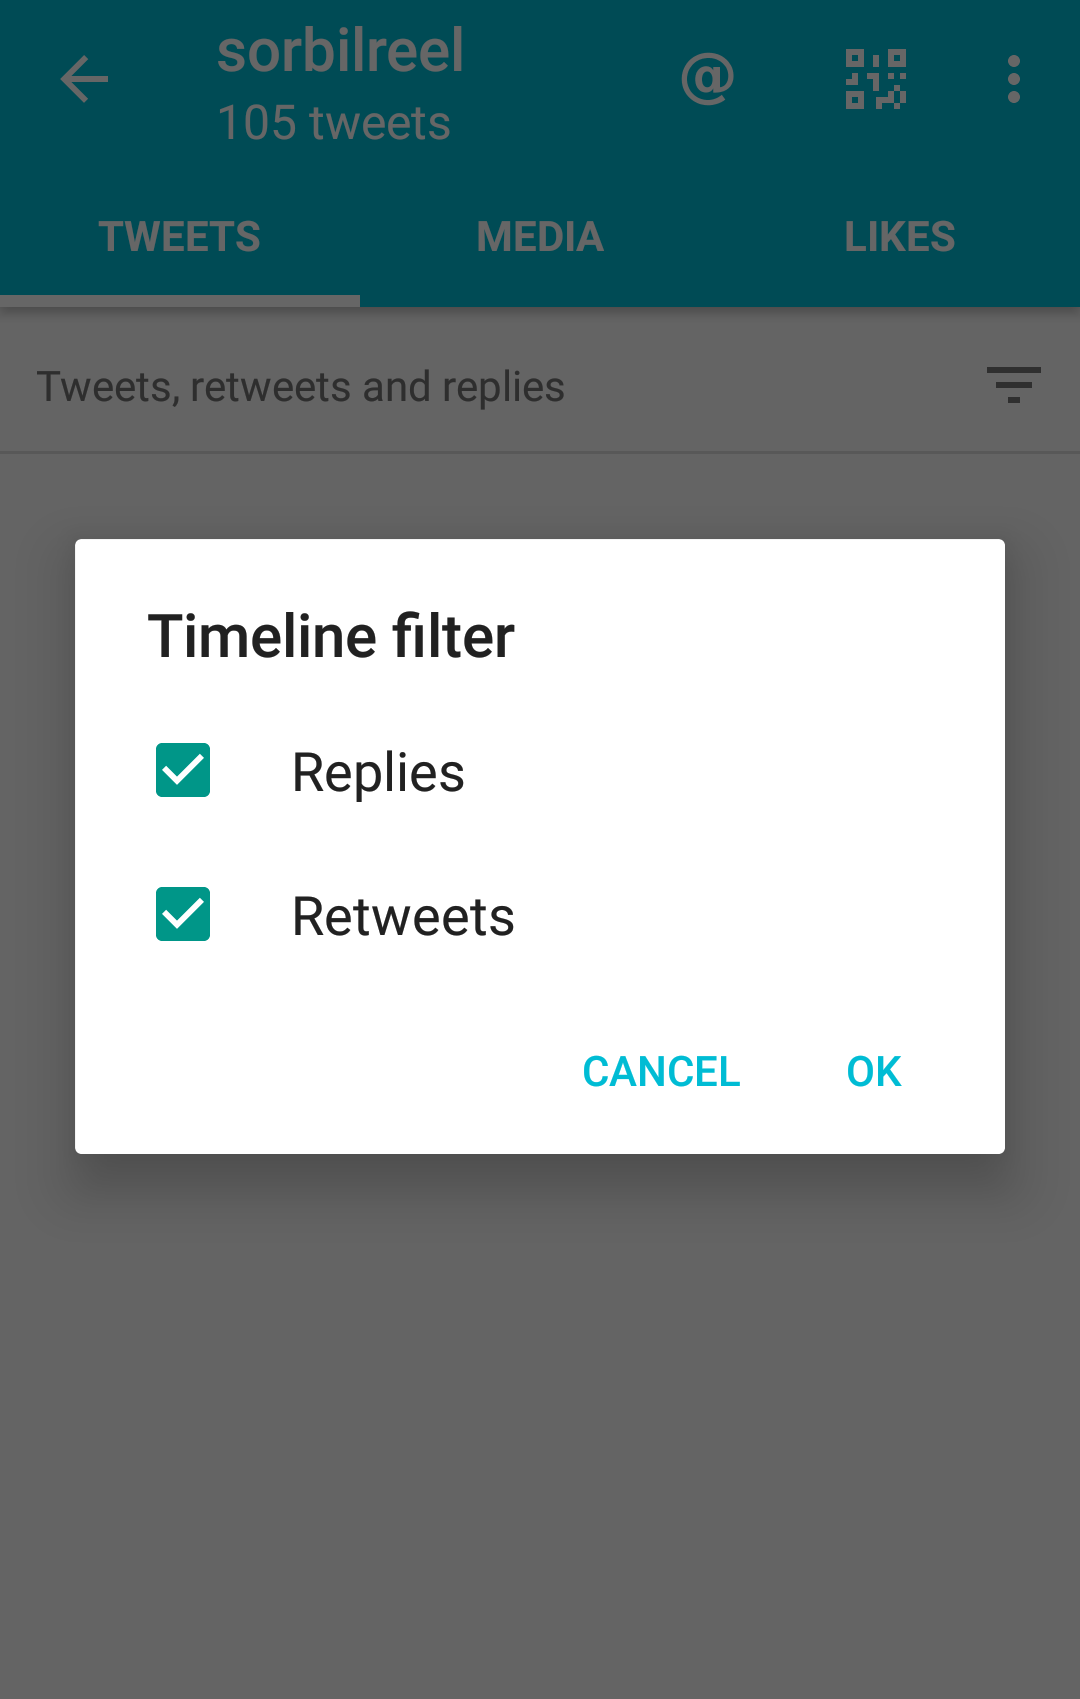 sorbilreel
@
105 tweets
TWEETS
MEDIA
LIKES
Tweets, retweets and replies
Timeline filter
Replies
Retweets
CANCEL
OK